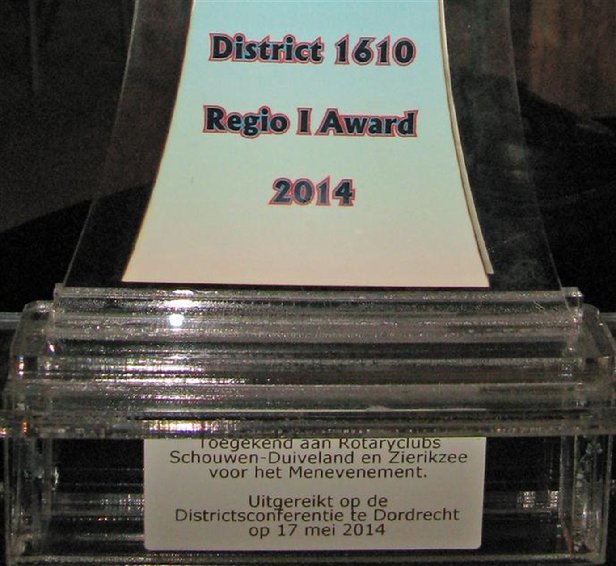 District 1610
Regio I Award
2014
Toegekend aan Rotaryclubs
Schouwen-Duiveland en Zierikzee
voor het Menevenement.
Uitgereikt op de
Districtsconferentie te Dordrecht
op 17 mei 2014